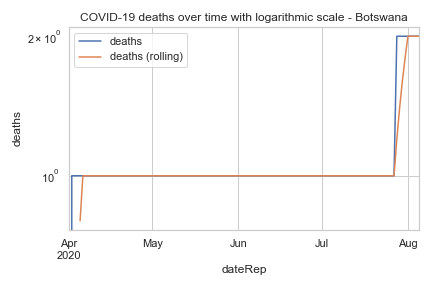 COVID-19 deaths over time with logarithmic scale - Botswana
deaths
deaths (rolling)
2 × 10⁰
10⁰
deaths
Apr
2020
May
Jun
Jul
Aug
dateRep